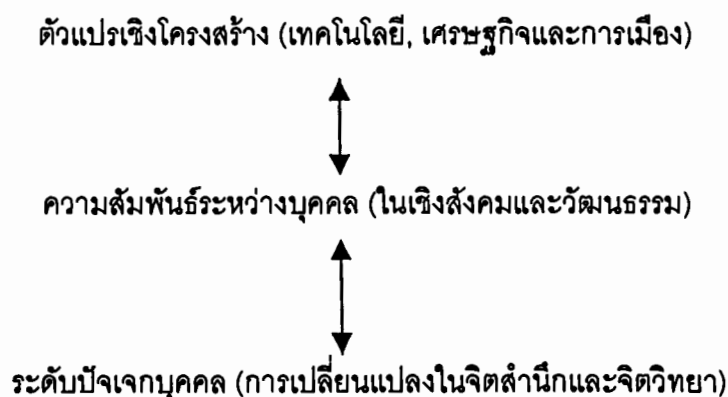 ตัวแปรเชิงโครงสร้าง (เทคโนโลยี, เศรษฐกิจและการเมือง)
ความสัมพันธ์ระหว่างบุคคล (ในเชิงสังคมและวัฒนธรรม)
ระดับปัจเจกบุคคล (การเปลี่ยนแปลงในจิตสำนึกและจิตวิทยา)